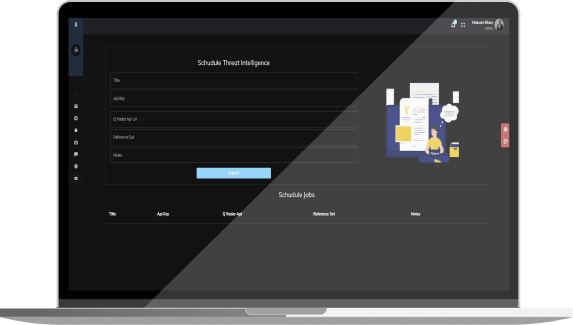 Hassan Khan
Schudule Threat Intelligence
Title
Api Key
Q Radar Api Url
Reference Set
Notes
Submit
Schudule Jobs
Title Api Key Q Radar Api Reference Set Notes